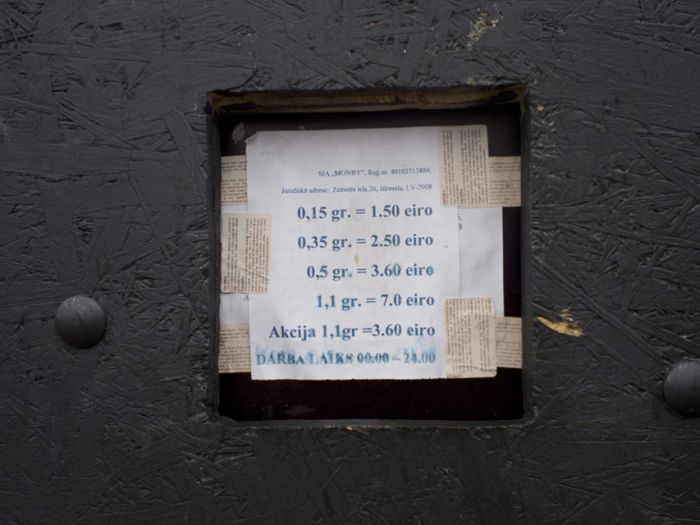 SIA „MONBY", Reg.nr. 40103715886,
Juridiskā adrese: Zemeņu iela 26, Jūrmala, LV-2008
0,15 gr. = 1.50 eiro
0,35 gr. = 2.50 eiro
0,5 gr. = 3.60 eiro
1,1 gr. = 7.0 eiro
Akcija 1,1gr =3.60 eiro
DARBA LAIKS 00.00 – 24.00